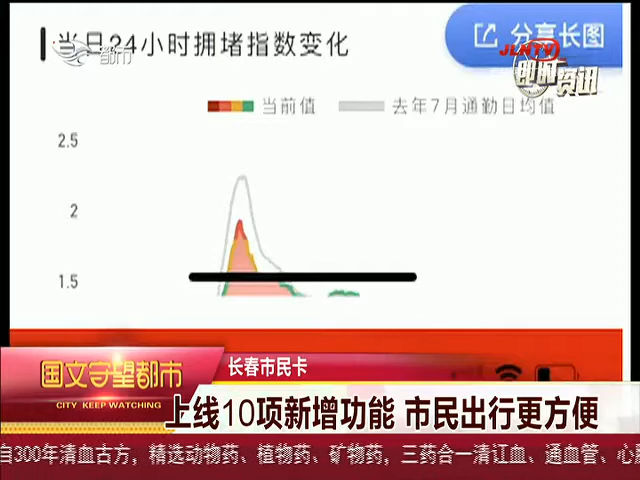 当日24小时拥堵指数变化
都市
分享长图
JLNTV
即时资讯
当前值
去年7月通勤日均值
2.5
2
1.5
国文守望都市
CITY KEEP WATCHING
长春市民卡
上线10项新增功能 市民出行更方便
自300年清血古方，精选动物药、植物药、矿物药，三药合一清讧血、通血管、心